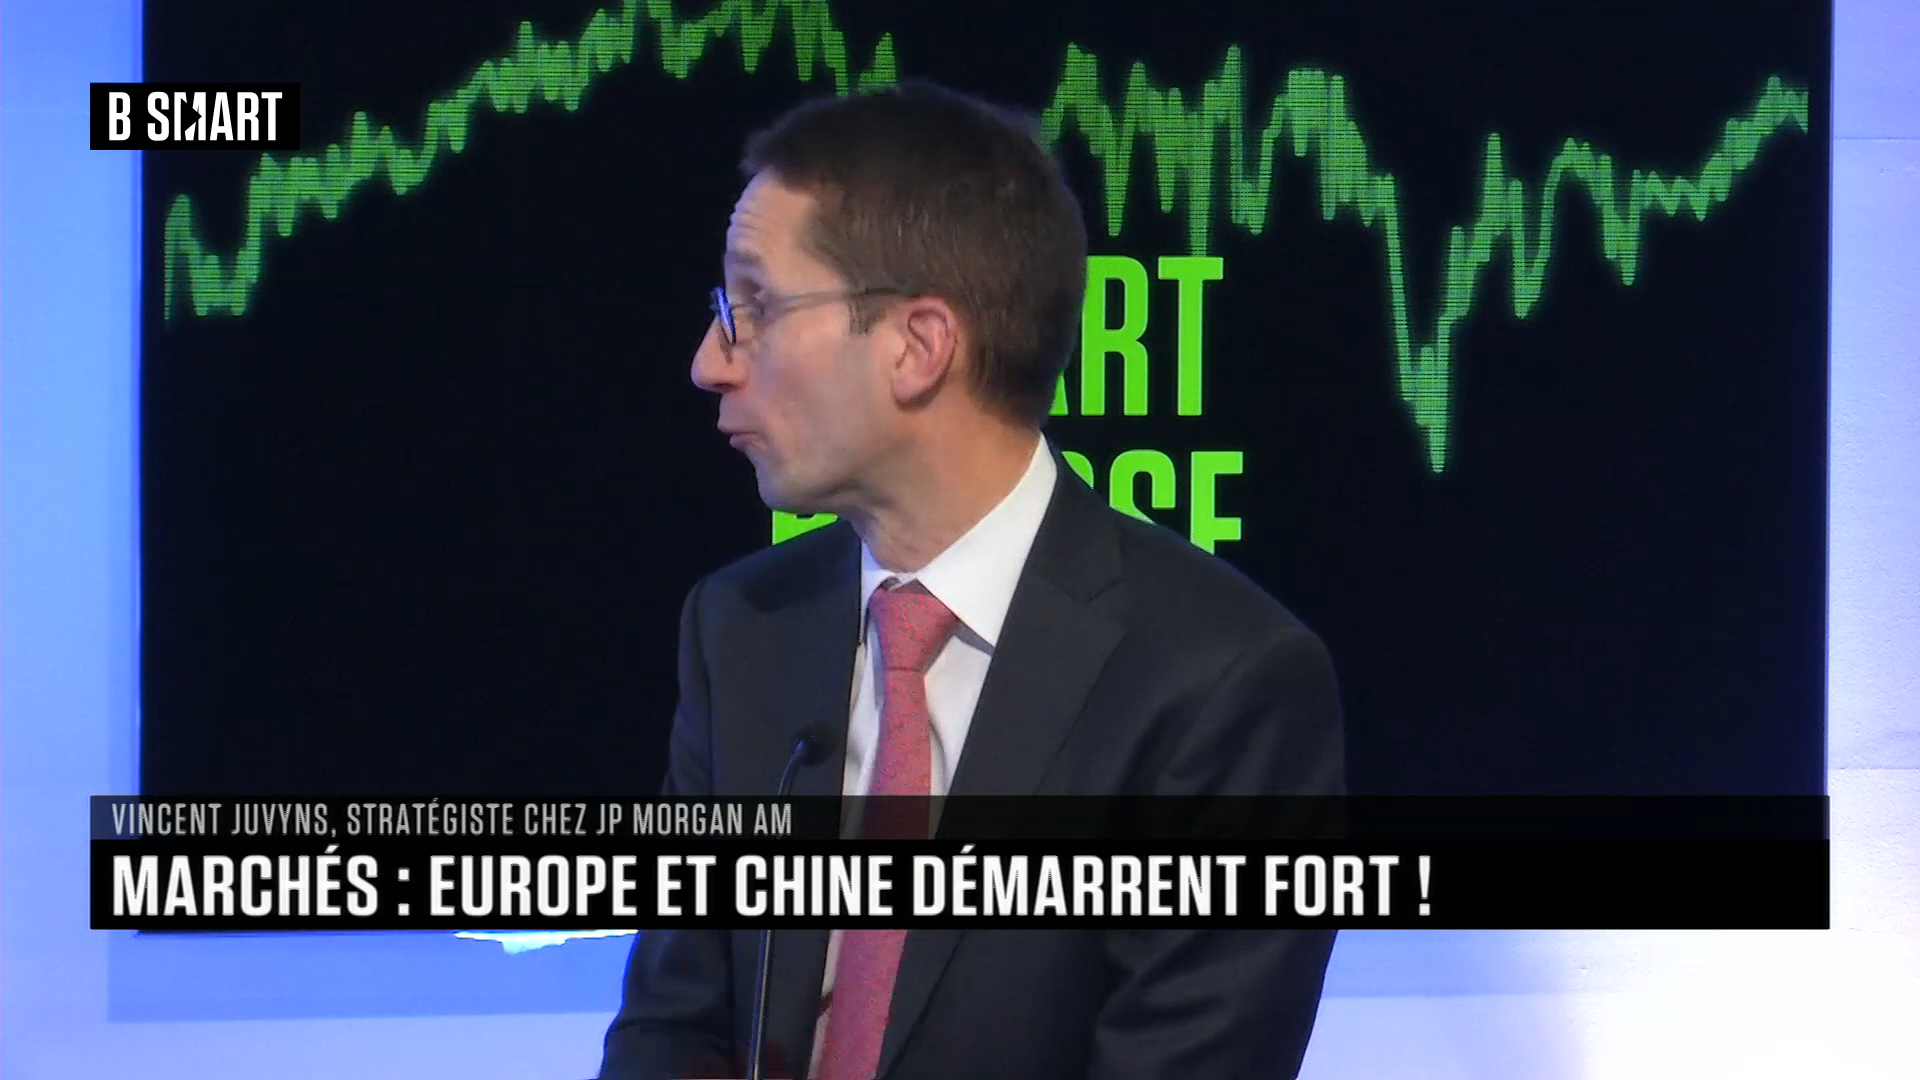 B SMART
VINCENT JUVYNS, STRATÉGISTE CHEZ JP MORGAN AM
MARCHÉS : EUROPE ET CHINE DÉMARRENT FORT !